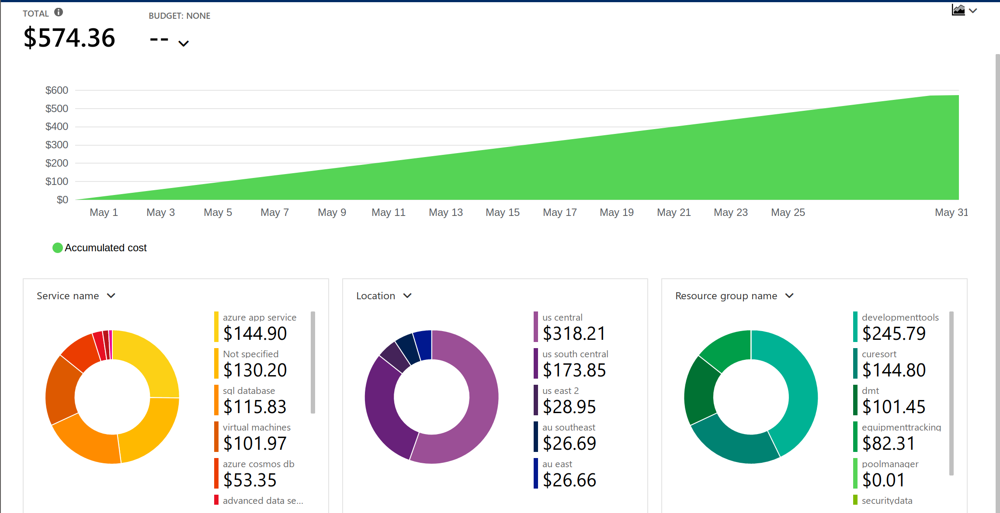 TOTAL
$574.36
BUDGET: NONE
--
$600
$500
$400
$300
$200
$100
$0
May 1 May 3 May 5 May 7 May 9 May 11 May 13 May 15 May 17 May 19 May 21 May 23 May 25 May 31
Accumulated cost
Service name
azure app service
$144.90
Not specified
$130.20
sql database
$115.83
virtual machines
$101.97
azure cosmos db
$53.35
advanced data se...
Location
us central
$318.21
us south central
$173.85
us east 2
$28.95
au southeast
$26.69
au east
$26.66
Resource group name
developmenttools
$245.79
curesort
$144.80
dmt
$101.45
equipmenttracking
$82.31
poolmanager
$0.01
securitydata